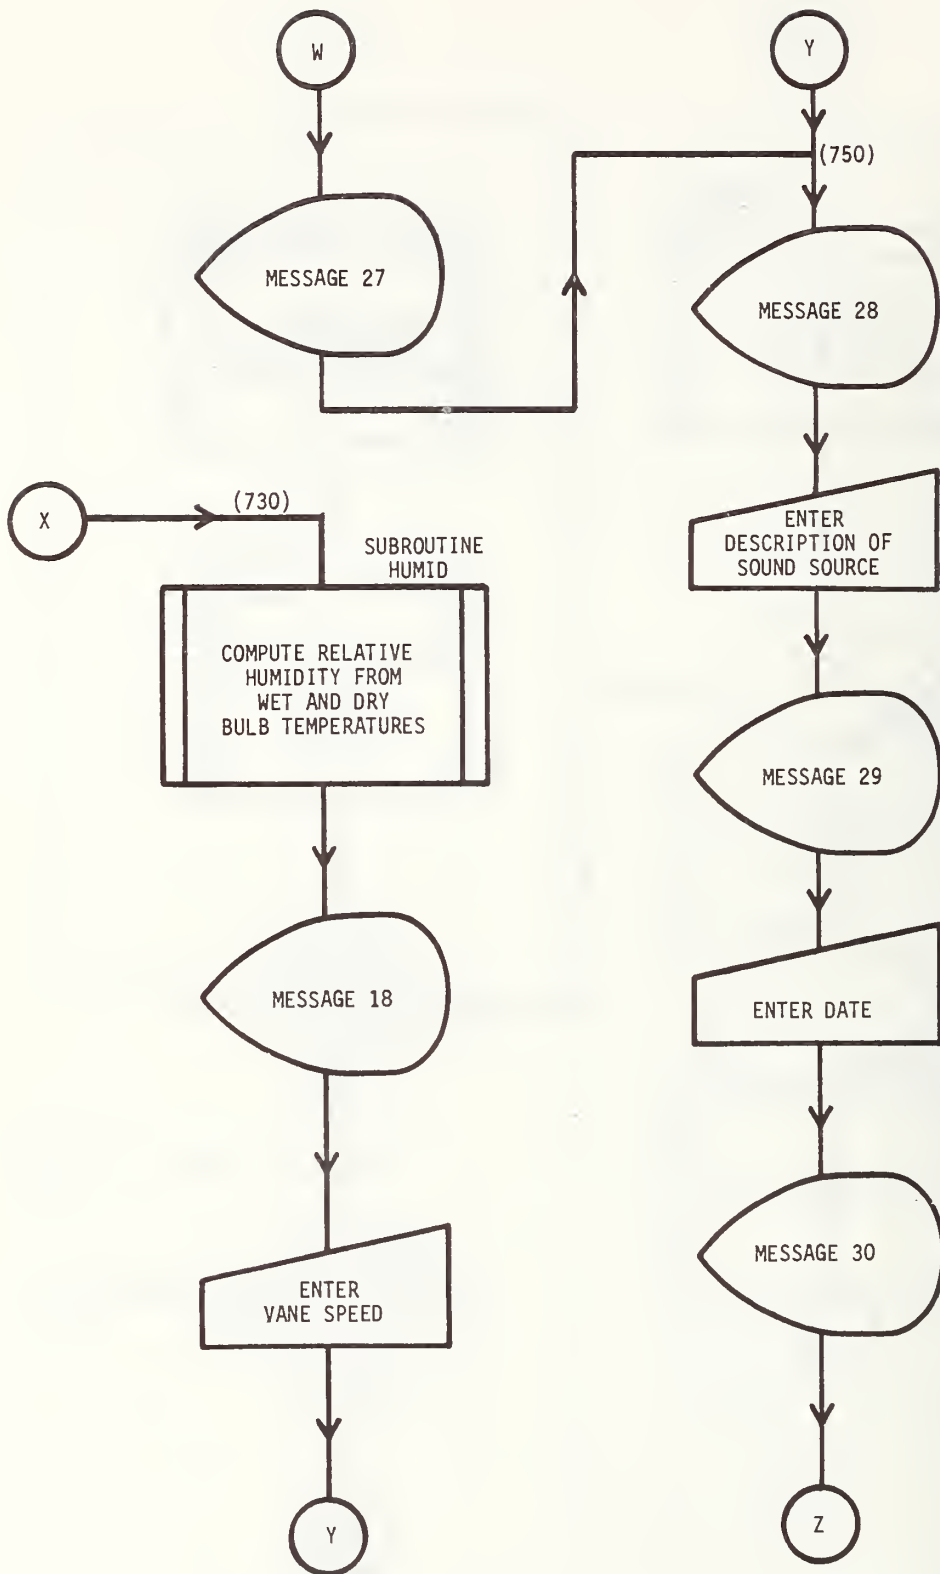 W
MESSAGE 27
X
(730)
SUBROUTINE
HUMID
COMPUTE RELATIVE
HUMIDITY FROM
WET AND DRY
BULB TEMPERATURES
MESSAGE 18
ENTER
VANE SPEED
Y
Y
(750)
MESSAGE 28
ENTER
DESCRIPTION OF
SOUND SOURCE
MESSAGE 29
ENTER DATE
MESSAGE 30
Z